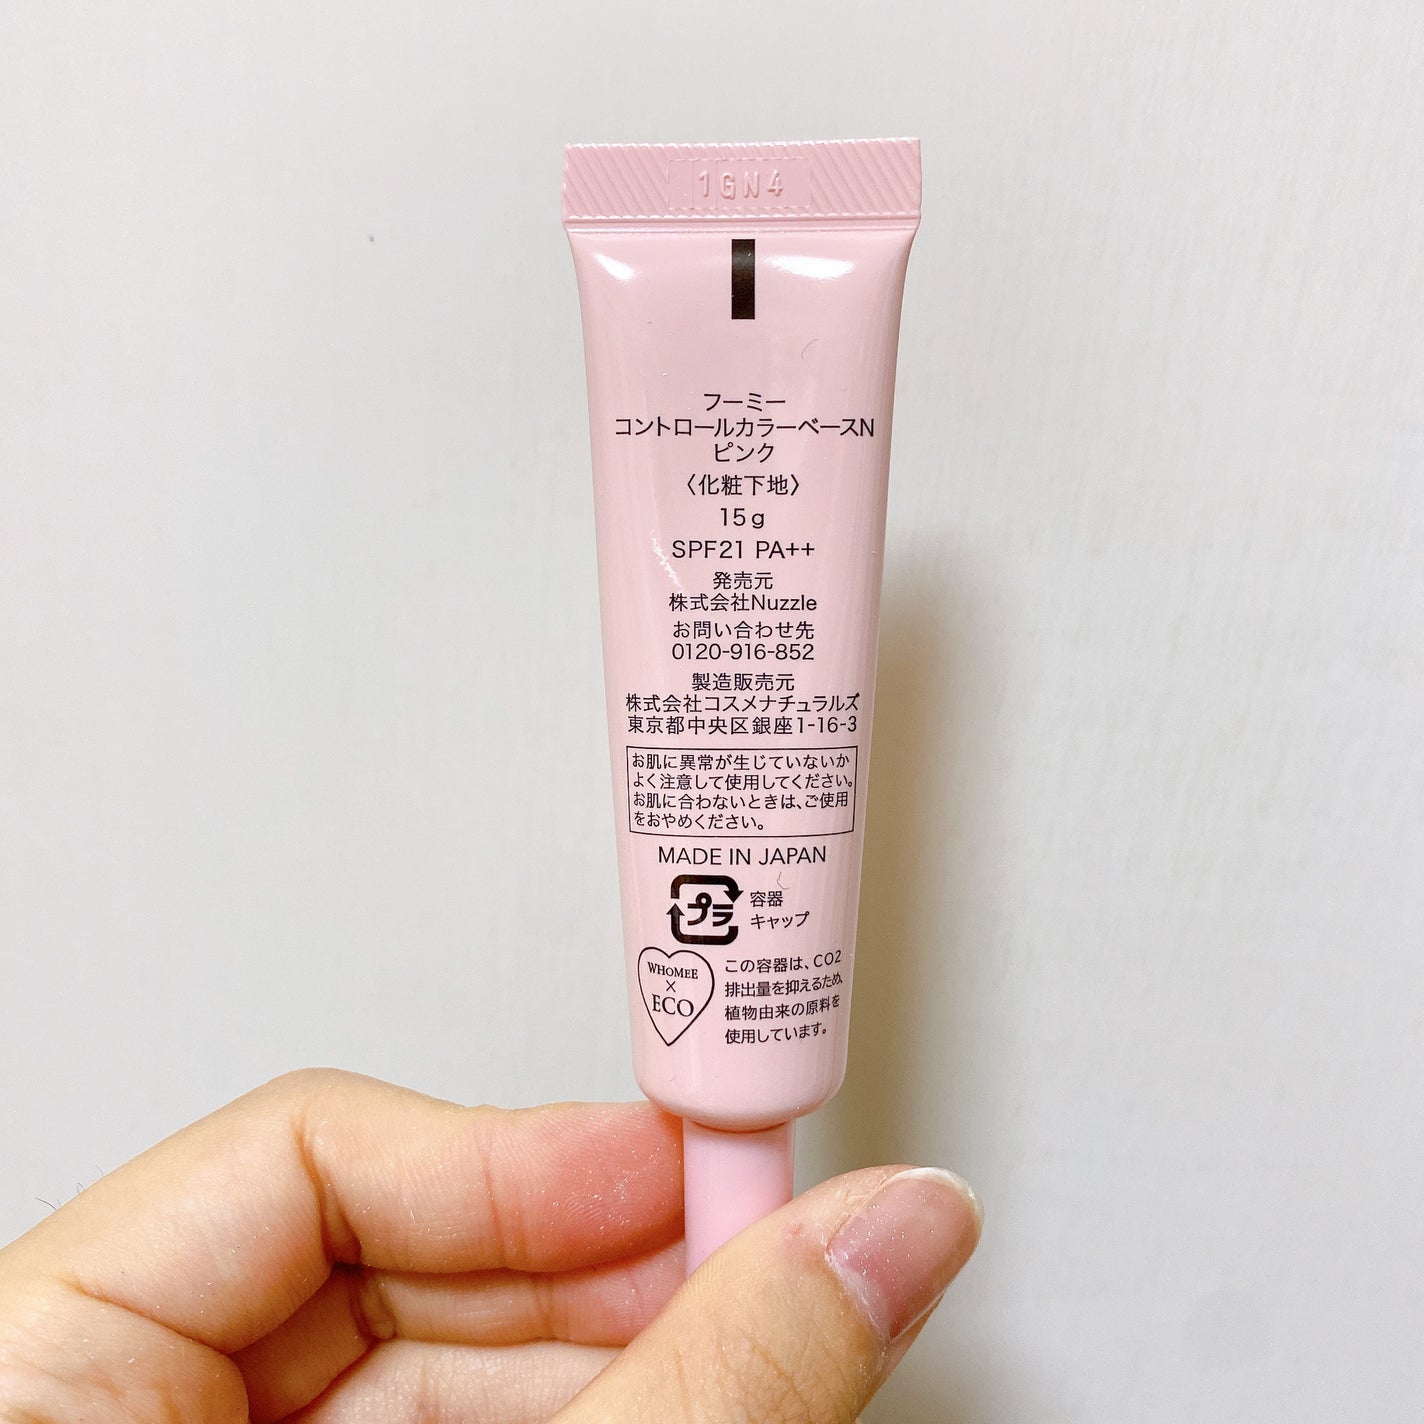 1GN4
フーミー
コントロールカラーベースN
ピンク
〈化粧下地〉
15g
SPF21 PA++
発売元
株式会社Nuzzle
お問い合わせ先
0120-916-852
製造販売元
株式会社コスメナチュラルズ
東京都中央区銀座1-16-3
お肌に異常が生じていないか
よく注意して使用してください。
お肌に合わないときは、ご使用
をおやめください。
MADE IN JAPAN
プラ
容器
キャップ
WHOMEE
×
ECO
この容器は、CO2
排出量を抑えるため、
植物由来の原料を
使用しています。